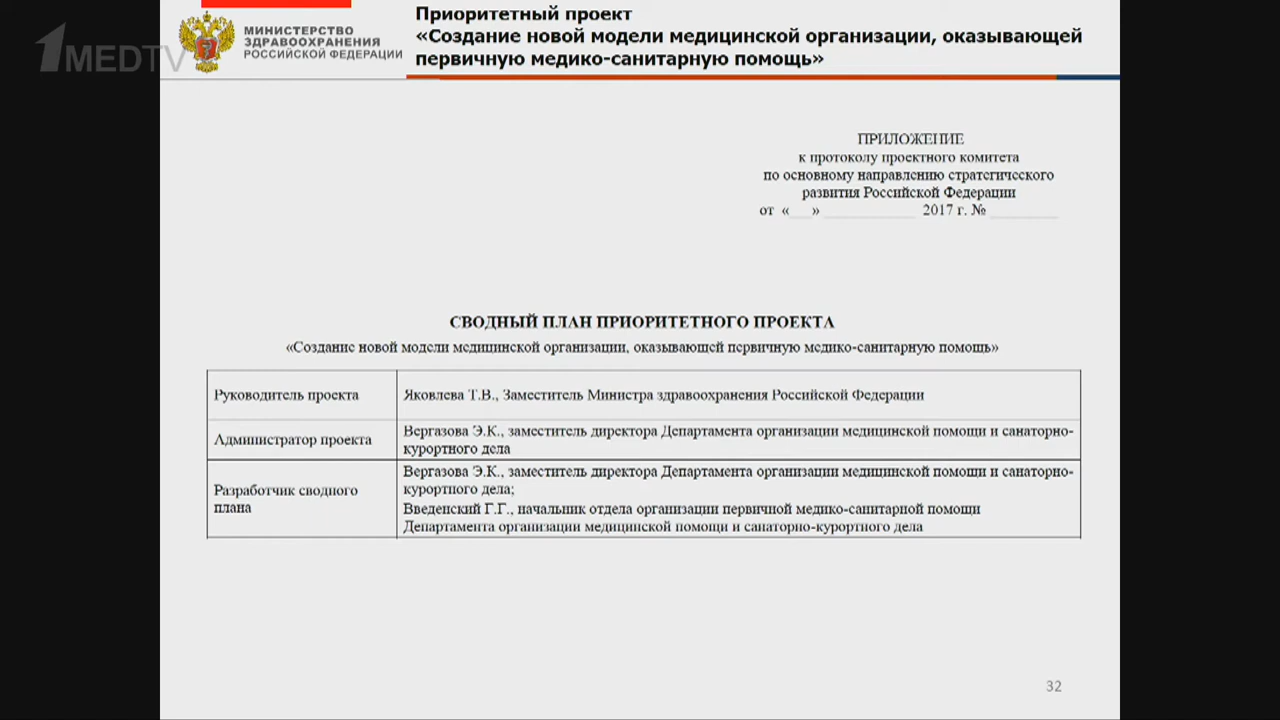 1MEDTV
МИНИСТЕРСТВО
ЗДРАВООХРАНЕНИЯ
РОССИЙСКОЙ ФЕДЕРАЦИИ
Приоритетный проект
«Создание новой модели медицинской организации, оказывающей
первичную медико-санитарную помощь»
ПРИЛОЖЕНИЕ
к протоколу проектного комитета
по основному направлению стратегического
развития Российской Федерации
от «___» ____________ 2017 г. № _________
СВОДНЫЙ ПЛАН ПРИОРИТЕТНОГО ПРОЕКТА
«Создание новой модели медицинской организации, оказывающей первичную медико-санитарную помощь»
Руководитель проекта
Яковлева Т.В., Заместитель Министра здравоохранения Российской Федерации
Администратор проекта
Вергазова Э.К., заместитель директора Департамента организации медицинской помощи и санаторно-
курортного дела
Разработчик сводного
плана
Вергазова Э.К., заместитель директора Департамента организации медицинской помощи и санаторно-
курортного дела;
Введенский Г.Г., начальник отдела организации первичной медико-санитарной помощи
Департамента организации медицинской помощи и санаторно-курортного дела
32